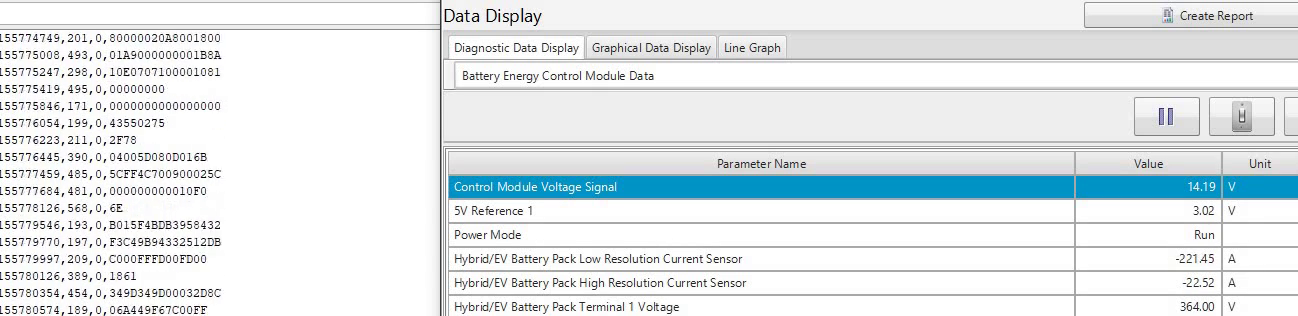 155774749,201,0,80000020A8001800
155775008,493,0,01A9000000001B8A
155775247,298,0,10E0707100001081
155775419,495,0,00000000
155775846,171,0,0000000000000000
155776054,199,0,43550275
155776223,211,0,2F78
155776445,390,0,04005D080D016B
155777459,485,0,5CFF4C700900025C
155777684,481,0,000000000010F0
155778126,568,0,6E
155779546,193,0,B015F4BDB3958432
155779770,197,0,F3C49B94332512DB
155779997,209,0,C000FFFD00FD00
155780126,389,0,1861
155780354,454,0,349D349D00032D8C
155780574,189,0,06A449F67C00FF
Data Display
Create Report
Diagnostic Data Display Graphical Data Display Line Graph
Battery Energy Control Module Data
Parameter Name Value Unit
Control Module Voltage Signal 14.19 V
5V Reference 1 3.02 V
Power Mode Run
Hybrid/EV Battery Pack Low Resolution Current Sensor -221.45 A
Hybrid/EV Battery Pack High Resolution Current Sensor -22.52 A
Hybrid/EV Battery Pack Terminal 1 Voltage 364.00 V